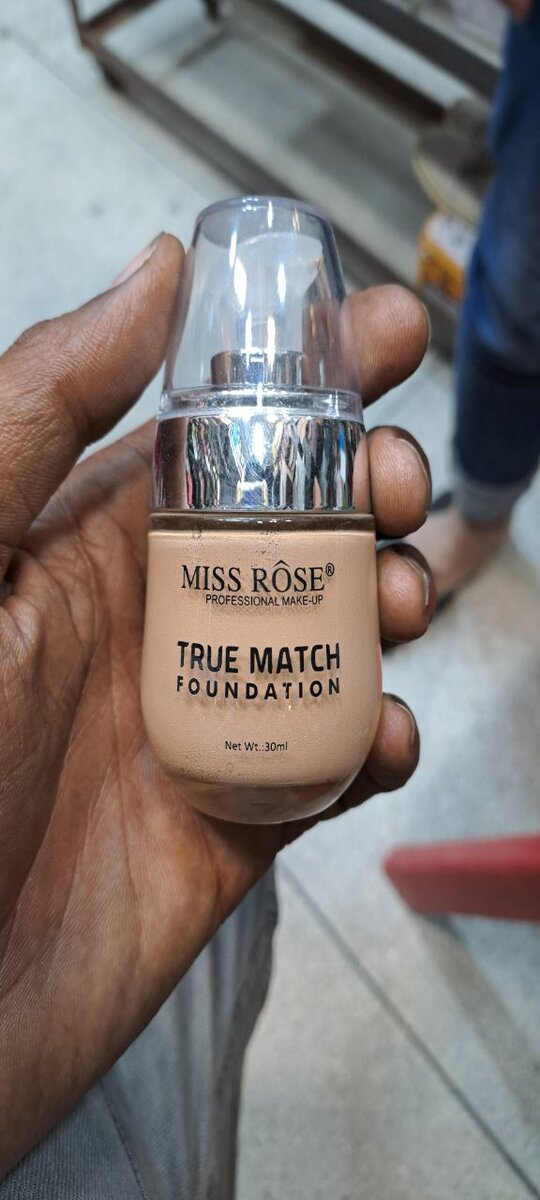 MISS RÔSE®
PROFESSIONAL MAKE-UP
TRUE MATCH
FOUNDATION
Net Wt.:30ml